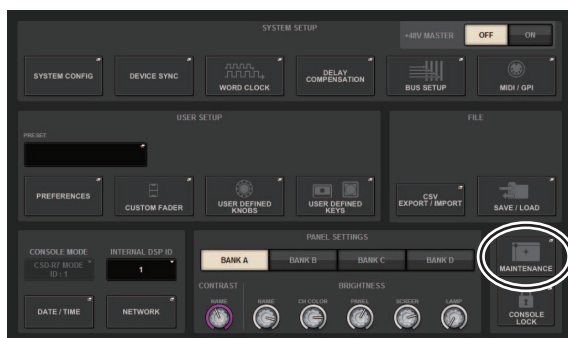 SYSTEM SETUP
+48V MASTER OFF ON
SYSTEM CONFIG
DEVICE SYNC
WORD CLOCK
DELAY
COMPENSATION
BUS SETUP
MIDI / GPI
USER SETUP
FILE
PRESET
PREFERENCES
CUSTOM FADER
USER DEFINED
KNOBS
USER DEFINED
KEYS
CSV
EXPORT / IMPORT
SAVE / LOAD
CONSOLE MODE
CSD-R7 MODE
ID : 1
INTERNAL DSP ID
1
DATE / TIME
NETWORK
PANEL SETTINGS
BANK A BANK B BANK C BANK D
CONTRAST BRIGHTNESS
NAME NAME CH COLOR PANEL SCREEN LAMP
MAINTENANCE
CONSOLE
LOCK